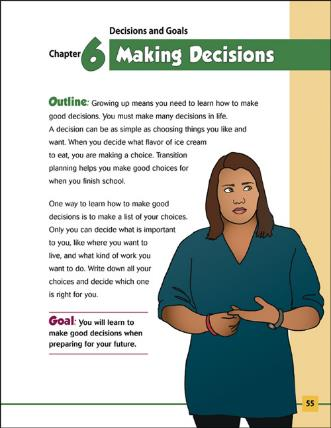 Decisions and Goals
Chapter 6 Making Decisions
Outline: Growing up means you need to learn how to make
good decisions. You must make many decisions in life.
A decision can be as simple as choosing things you like and
want. When you decide what flavor of ice cream
to eat, you are making a choice. Transition
planning helps you make good choices for
when you finish school.
One way to learn how to make good
decisions is to make a list of your choices.
Only you can decide what is important
to you, like where you want to
live, and what kind of work you
want to do. Write down all your
choices and decide which one
is right for you.
Goal: You will learn to
make good decisions when
preparing for your future.
55